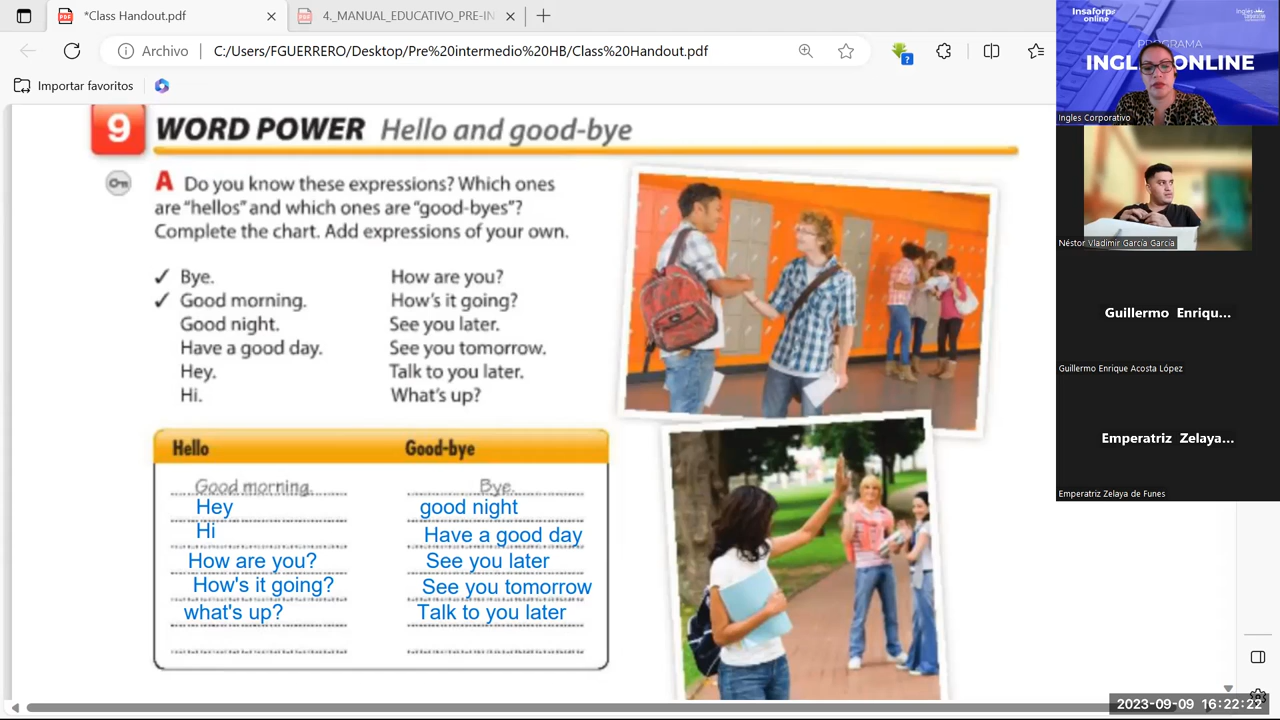 *Class Handout.pdf
4._MANUAL_EDUCATIVO_PRE-IN
Archivo
C:/Users/FGUERRERO/Desktop/Pre%20Intermedio%20HB/Class%20Handout.pdf
Importar favoritos
9 WORD POWER Hello and good-bye
A Do you know these expressions? Which ones
are "hellos" and which ones are "good-byes"?
Complete the chart. Add expressions of your own.
✓ Bye. How are you?
✓ Good morning. How's it going?
Good night. See you later.
Have a good day. See you tomorrow.
Hey. Talk to you later.
Hi. What's up?
Hello Good-bye
Good morning. Bye.
Hey good night
Hi Have a good day
How are you? See you later
How's it going? See you tomorrow
what's up? Talk to you later
Insaforp
online
PROGRAMA
Ingles Corporativo
Néstor Vladimir García García
Guillermo Enriqu...
Guillermo Enrique Acosta López
Emperatriz Zelaya...
Emperatriz Zelaya de Funes
2023-09-09 16:22:22